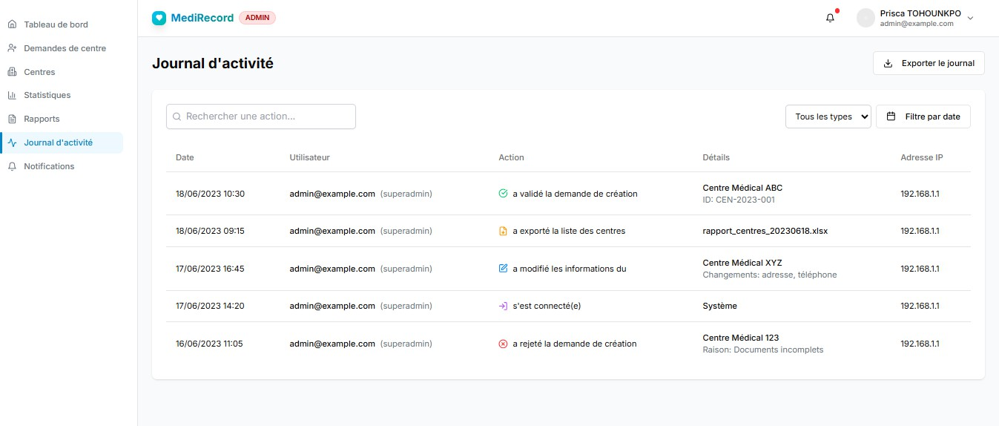 Tableau de bord
Demandes de centre
Centres
Statistiques
Rapports
Journal d'activité
Notifications
MediRecord ADMIN
Prisca TOHOUNKPO
admin@example.com
Journal d'activité
Exporter le journal
Rechercher une action...
Tous les types
Filtre par date
Date Utilisateur Action Détails Adresse IP
18/06/2023 10:30 admin@example.com (superadmin) a validé la demande de création Centre Médical ABC 192.168.1.1
ID: CEN-2023-001
18/06/2023 09:15 admin@example.com (superadmin) a exporté la liste des centres rapport_centres_20230618.xlsx 192.168.1.1
17/06/2023 16:45 admin@example.com (superadmin) a modifié les informations du Centre Médical XYZ 192.168.1.1
Changements: adresse, téléphone
17/06/2023 14:20 admin@example.com (superadmin) s'est connecté(e) Système 192.168.1.1
16/06/2023 11:05 admin@example.com (superadmin) a rejeté la demande de création Centre Médical 123 192.168.1.1
Raison: Documents incomplets